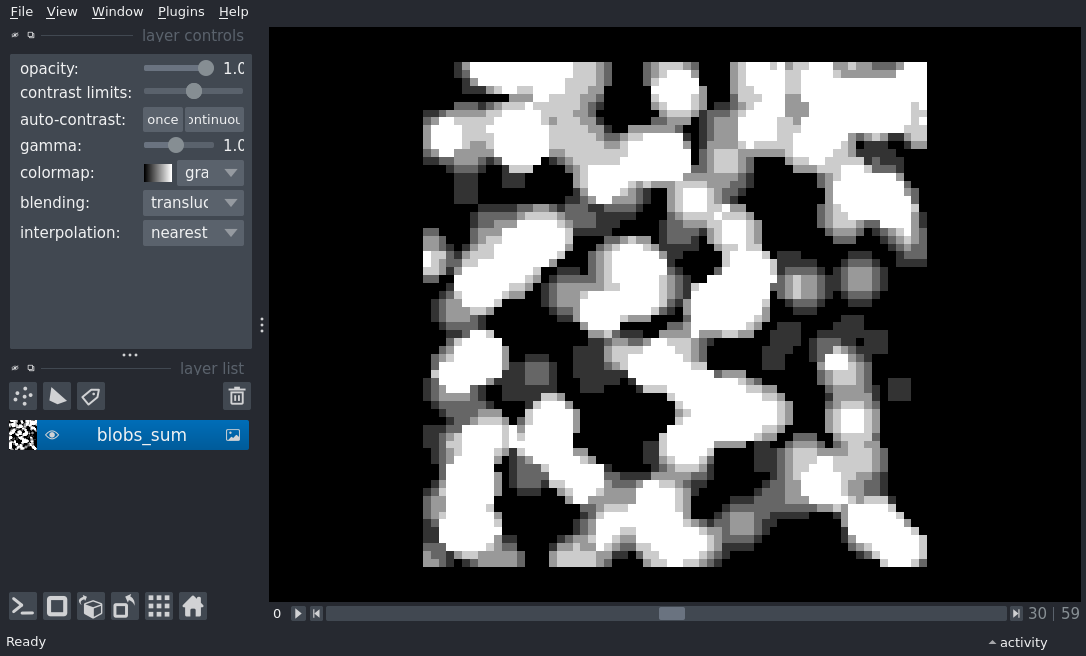 File View Window Plugins Help
layer controls
opacity: 1.0
contrast limits:
auto-contrast: once ontinuou
gamma: 1.0
colormap: gra
blending: transluc
interpolation: nearest
layer list
blobs_sum
0 30 | 59
Ready activity